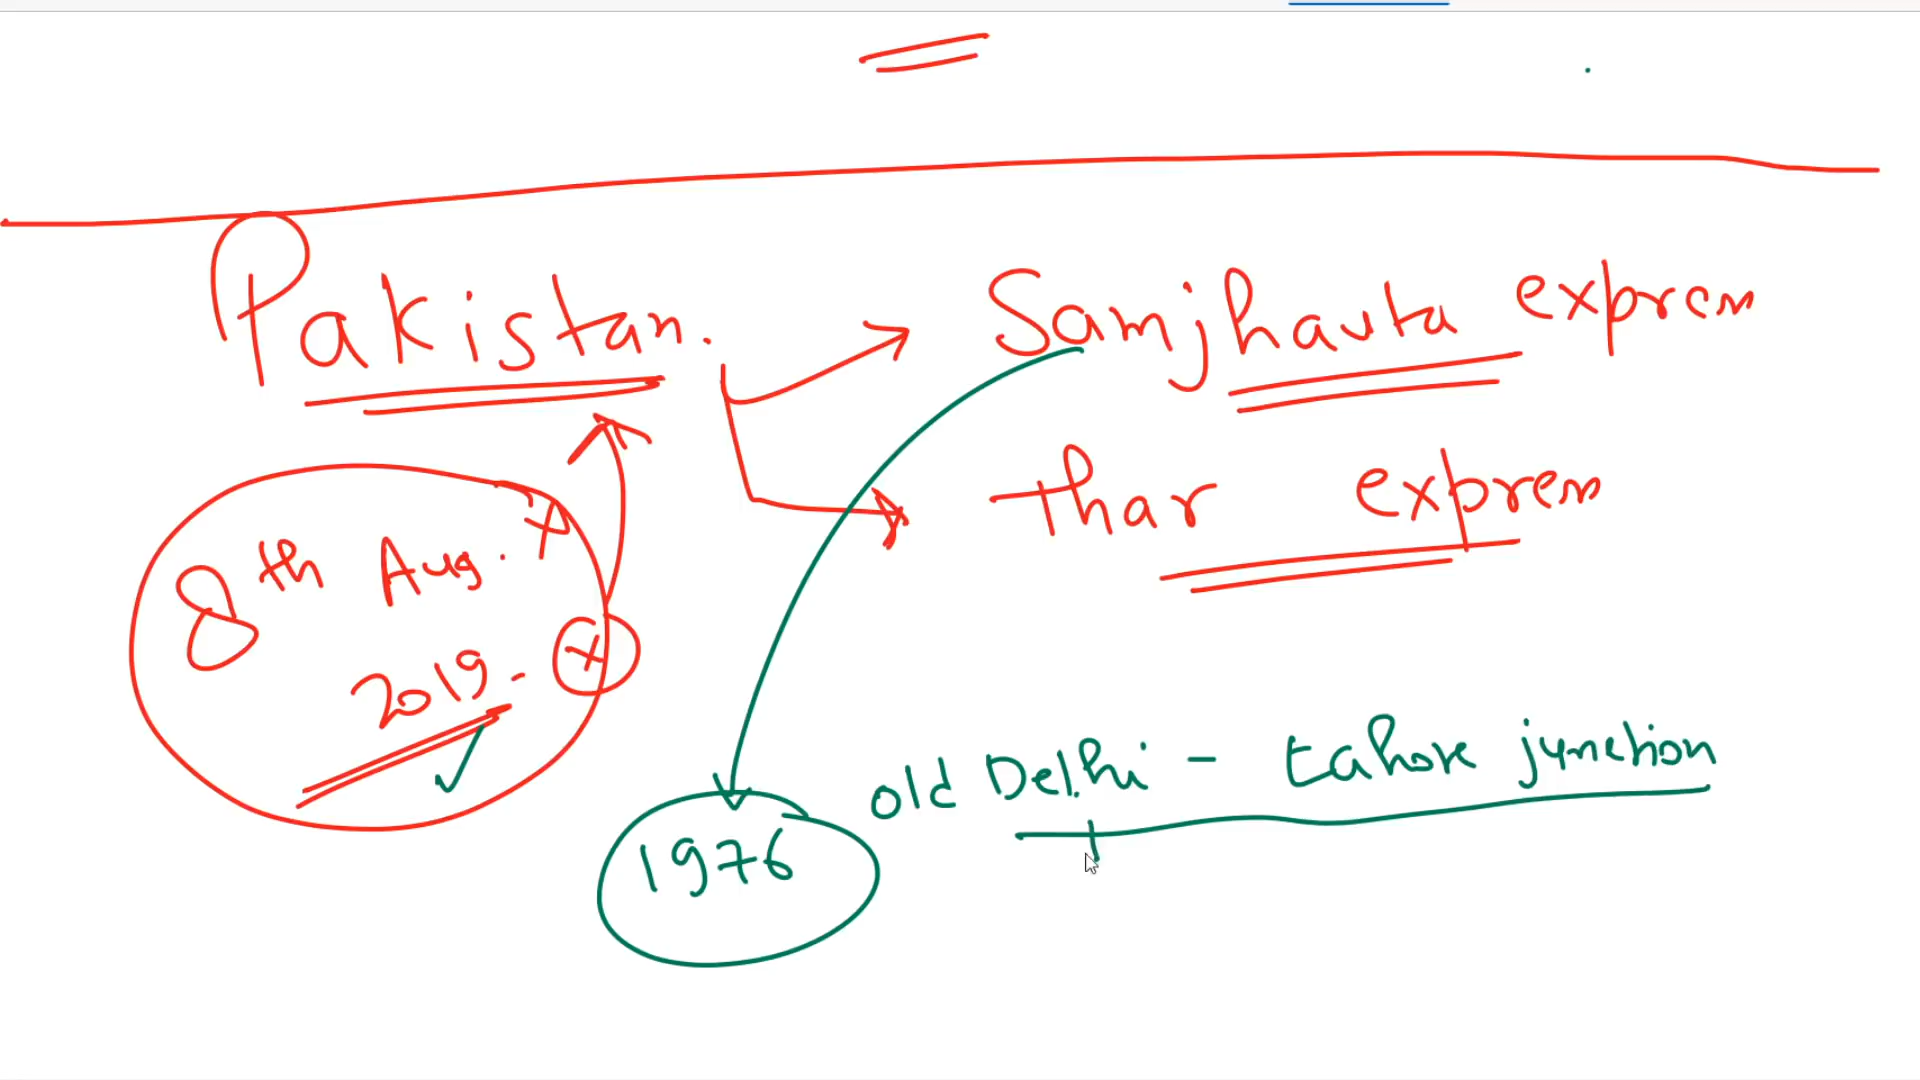 Pakistan.
Samjhauta express
thar express
8th Aug.
2019.
old Delhi - Lahore junction
1976